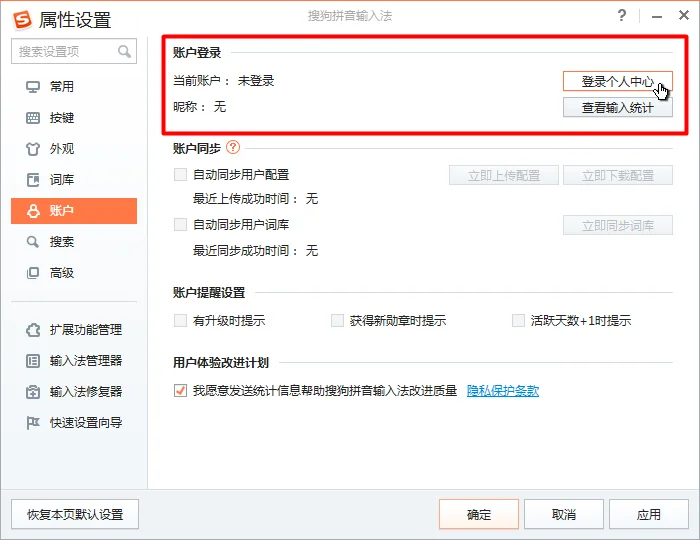 S 属性设置
搜狗拼音输入法
?
搜索设置项
常用
按键
外观
词库
账户
搜索
高级
扩展功能管理
输入法管理器
输入法修复器
快速设置向导
账户登录
当前账户： 未登录
登录个人中心
昵称： 无
查看输入统计
账户同步 ?
自动同步用户配置
立即上传配置
立即下载配置
最近上传成功时间： 无
自动同步用户词库
立即同步词库
最近同步成功时间： 无
账户提醒设置
有升级时提示
获得新勋章时提示
活跃天数+1时提示
用户体验改进计划
我愿意发送统计信息帮助搜狗拼音输入法改进质量 隐私保护条款
恢复本页默认设置
确定
取消
应用